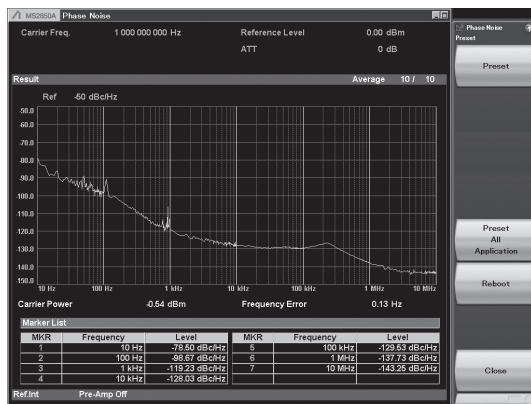 MS2850A Phase Noise
Carrier Freq. 1 000 000 000 Hz Reference Level 0.00 dBm
ATT 0 dB
Result Average 10 / 10
Ref -50 dBc/Hz
-50.0
-60.0
-70.0
-80.0
-90.0
-100.0
-110.0
-120.0
-130.0
-140.0
-150.0
10 Hz 100 Hz 1 kHz 10 kHz 100 kHz 1 MHz 10 MHz
Carrier Power -0.54 dBm Frequency Error 0.13 Hz
Marker List
MKR Frequency Level MKR Frequency Level
1 10 Hz -78.50 dBc/Hz 5 100 kHz -129.53 dBc/Hz
2 100 Hz -98.67 dBc/Hz 6 1 MHz -137.73 dBc/Hz
3 1 kHz -119.23 dBc/Hz 7 10 MHz -143.25 dBc/Hz
4 10 kHz -128.03 dBc/Hz
Ref.Int Pre-Amp Off
Phase Noise
Preset
Preset
Preset
All
Application
Reboot
Close